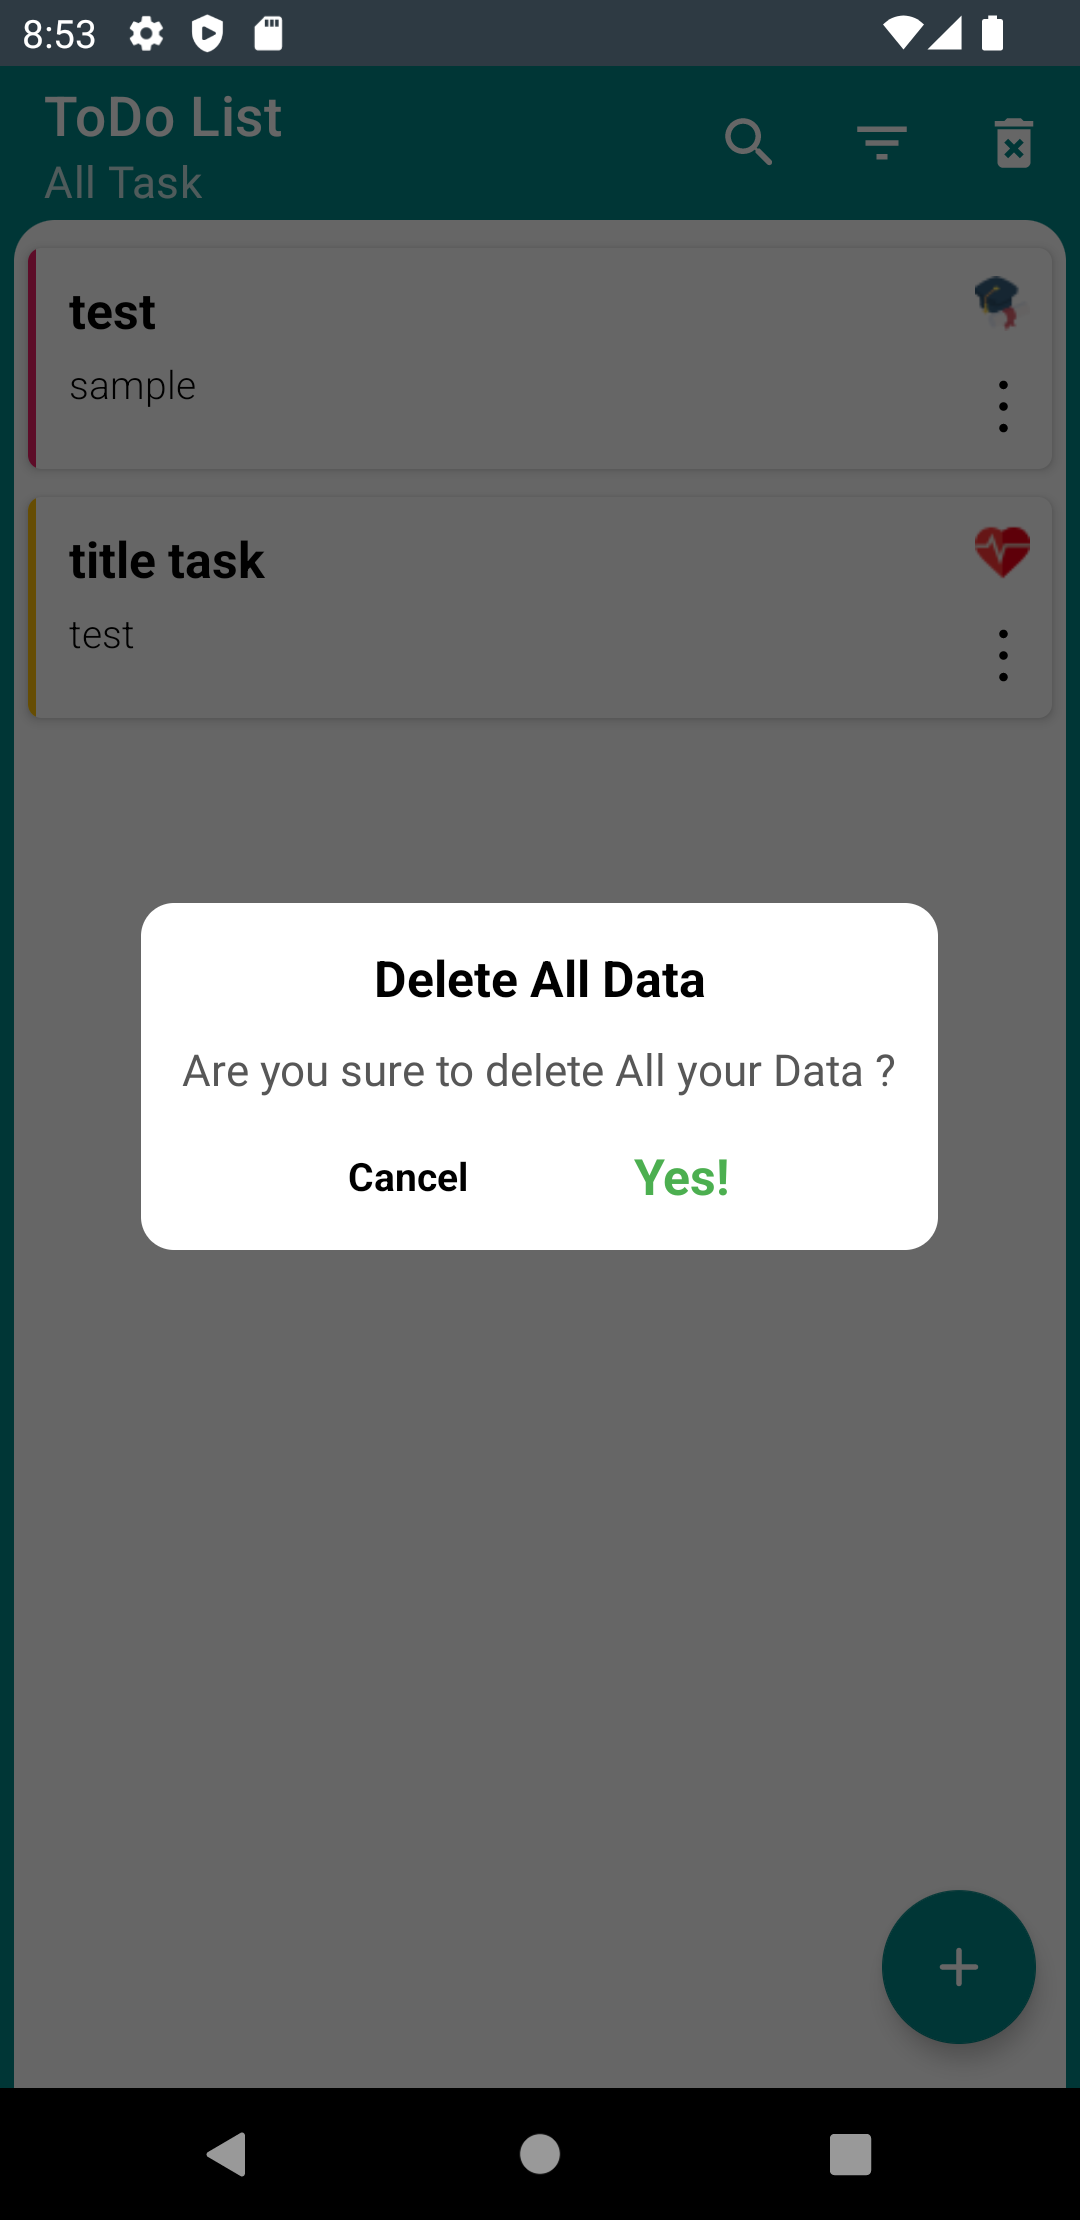 8:53
ToDo List
All Task
test
sample
title task
test
Delete All Data
Are you sure to delete All your Data ?
Cancel
Yes!